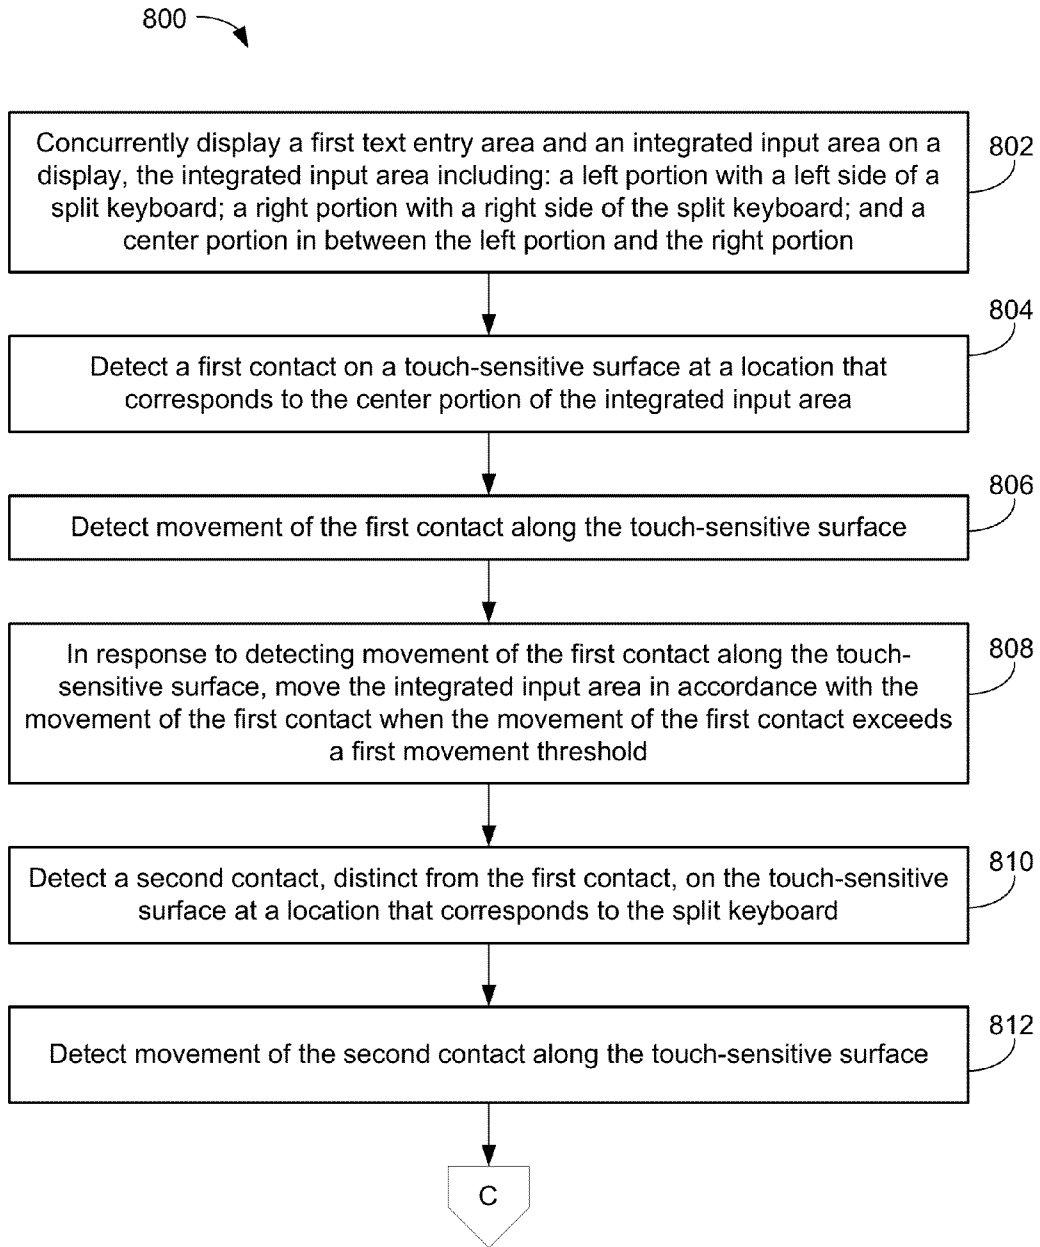 800
Concurrently display a first text entry area and an integrated input area on a
display, the integrated input area including: a left portion with a left side of a
split keyboard; a right portion with a right side of the split keyboard; and a
center portion in between the left portion and the right portion
802
Detect a first contact on a touch-sensitive surface at a location that
corresponds to the center portion of the integrated input area
804
Detect movement of the first contact along the touch-sensitive surface
806
In response to detecting movement of the first contact along the touch-
sensitive surface, move the integrated input area in accordance with the
movement of the first contact when the movement of the first contact exceeds
a first movement threshold
808
Detect a second contact, distinct from the first contact, on the touch-sensitive
surface at a location that corresponds to the split keyboard
810
Detect movement of the second contact along the touch-sensitive surface
812
C